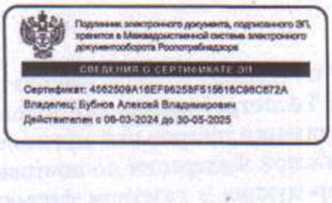 Подлинник электронного документа, подписанного ЭП,
хранится в Межведомственной системе электронного
документооборота Роспотребнадзора
СВЕДЕНИЯ О СЕРТИФИКАТЕ ЭП
Сертификат: 4562509A16EF96258F515616C96C672A
Владелец: Бубнов Алексей Владимирович
Действителен с 06-03-2024 до 30-05-2025